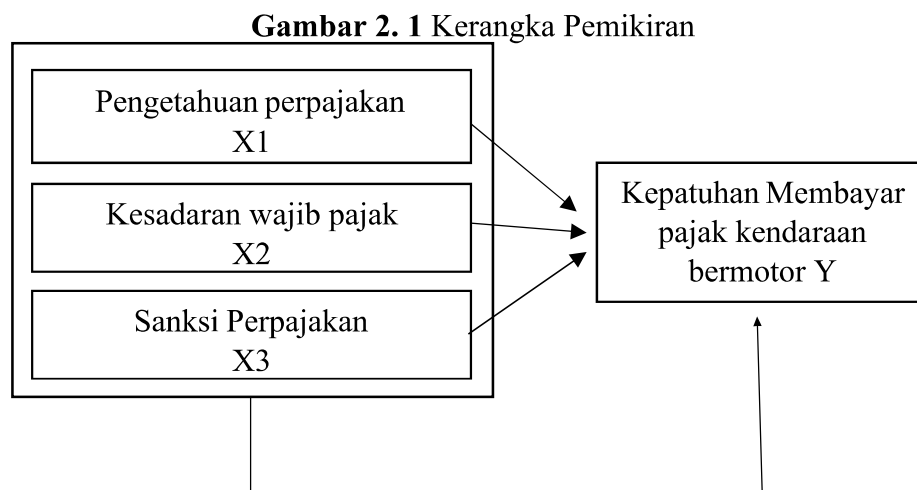 Gambar 2. 1 Kerangka Pemikiran
Pengetahuan perpajakan
X1
Kesadaran wajib pajak
X2
Sanksi Perpajakan
X3
Kepatuhan Membayar
pajak kendaraan
bermotor Y